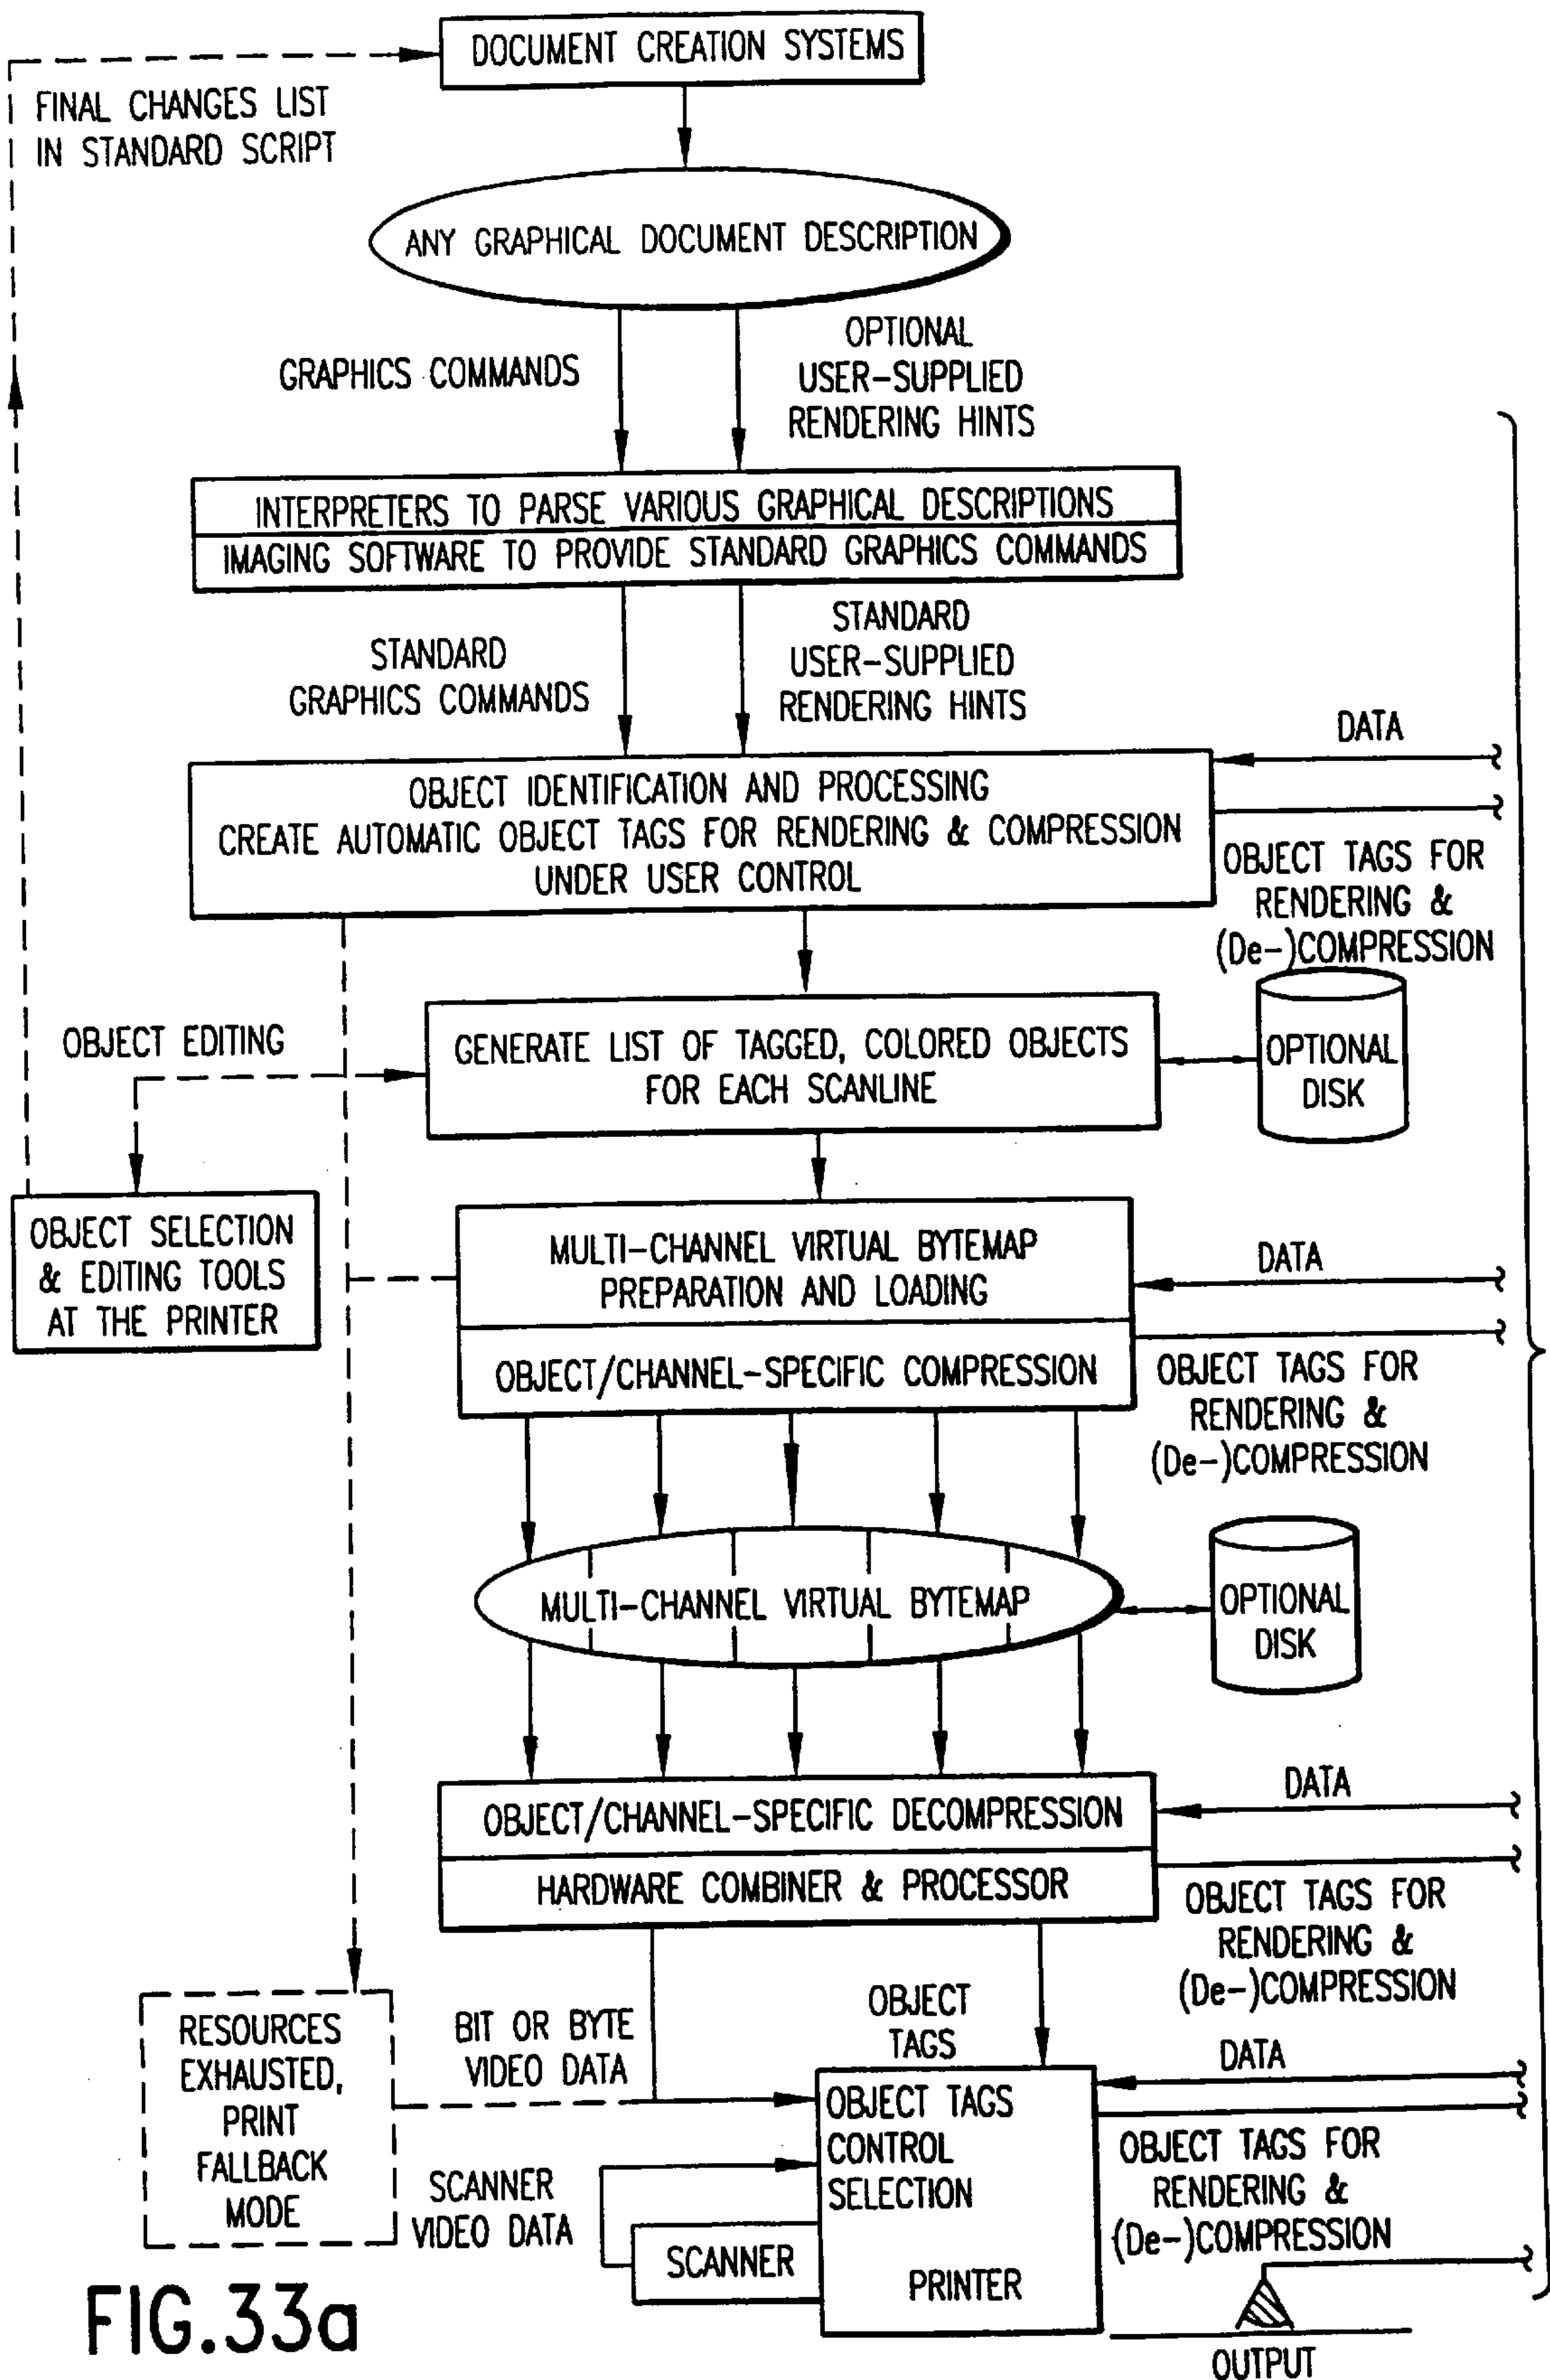 DOCUMENT CREATION SYSTEMS
FINAL CHANGES LIST
IN STANDARD SCRIPT
ANY GRAPHICAL DOCUMENT DESCRIPTION
GRAPHICS COMMANDS
OPTIONAL
USER-SUPPLIED
RENDERING HINTS
INTERPRETERS TO PARSE VARIOUS GRAPHICAL DESCRIPTIONS
IMAGING SOFTWARE TO PROVIDE STANDARD GRAPHICS COMMANDS
STANDARD
GRAPHICS COMMANDS
STANDARD
USER-SUPPLIED
RENDERING HINTS
DATA
OBJECT IDENTIFICATION AND PROCESSING
CREATE AUTOMATIC OBJECT TAGS FOR RENDERING & COMPRESSION
UNDER USER CONTROL
OBJECT TAGS FOR
RENDERING &
(De-)COMPRESSION
OBJECT EDITING
GENERATE LIST OF TAGGED, COLORED OBJECTS
FOR EACH SCANLINE
OPTIONAL
DISK
OBJECT SELECTION
& EDITING TOOLS
AT THE PRINTER
MULTI-CHANNEL VIRTUAL BYTEMAP
PREPARATION AND LOADING
DATA
OBJECT/CHANNEL-SPECIFIC COMPRESSION
OBJECT TAGS FOR
RENDERING &
(De-)COMPRESSION
MULTI-CHANNEL VIRTUAL BYTEMAP
OPTIONAL
DISK
OBJECT/CHANNEL-SPECIFIC DECOMPRESSION
DATA
HARDWARE COMBINER & PROCESSOR
OBJECT TAGS FOR
RENDERING &
(De-)COMPRESSION
RESOURCES
EXHAUSTED,
PRINT
FALLBACK
MODE
BIT OR BYTE
VIDEO DATA
OBJECT
TAGS
DATA
OBJECT TAGS
CONTROL
SELECTION
OBJECT TAGS FOR
RENDERING &
(De-)COMPRESSION
SCANNER
VIDEO DATA
SCANNER
PRINTER
OUTPUT
FIG.33a